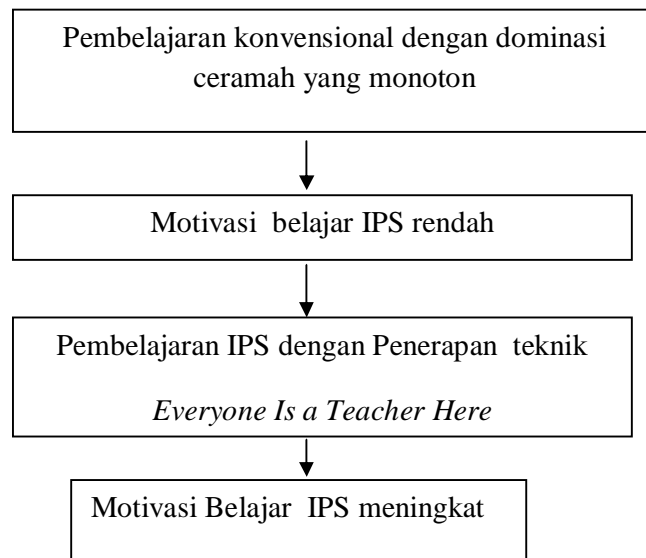 Pembelajaran konvensional dengan dominasi
ceramah yang monoton
Motivasi belajar IPS rendah
Pembelajaran IPS dengan Penerapan teknik
Everyone Is a Teacher Here
Motivasi Belajar IPS meningkat